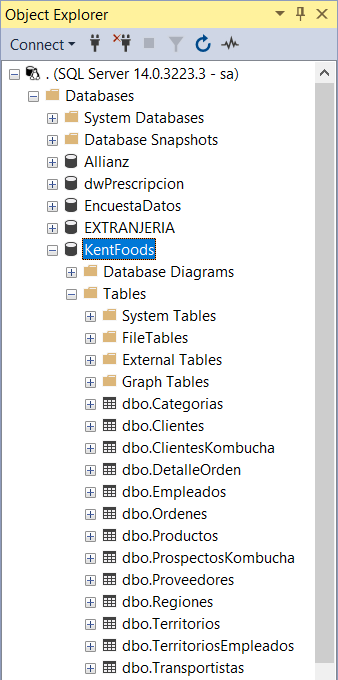 Object Explorer
Connect
. (SQL Server 14.0.3223.3 - sa)
Databases
System Databases
Database Snapshots
Allianz
dwPrescripcion
EncuestaDatos
EXTRANJERIA
KentFoods
Database Diagrams
Tables
System Tables
FileTables
External Tables
Graph Tables
dbo.Categorias
dbo.Clientes
dbo.ClientesKombucha
dbo.DetalleOrden
dbo.Empleados
dbo.Ordenes
dbo.Productos
dbo.ProspectosKombucha
dbo.Proveedores
dbo.Regiones
dbo.Territorios
dbo.TerritoriosEmpleados
dbo.Transportistas